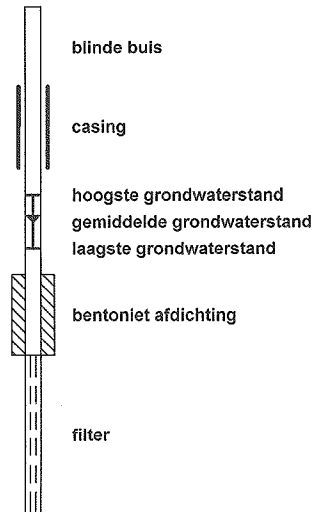 blinde buis
casing
hoogste grondwaterstand
gemiddelde grondwaterstand
laagste grondwaterstand
bentoniet afdichting
filter